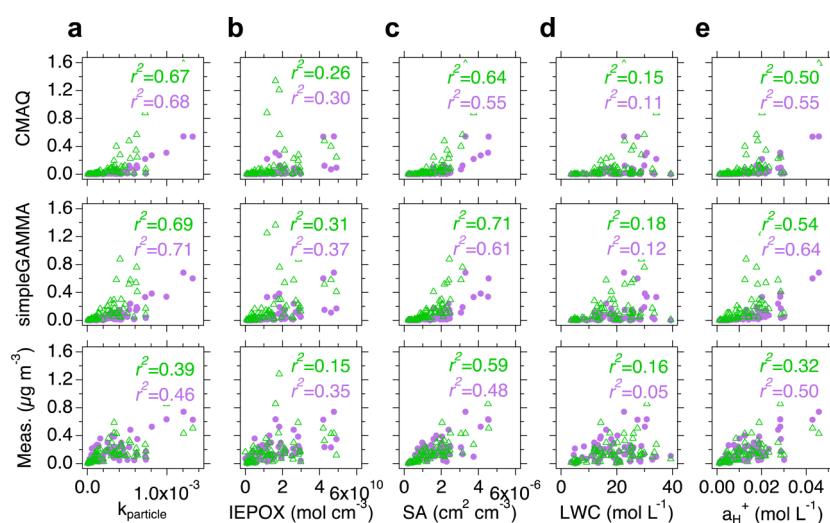 a b c d e
CMAQ
1.6
1.2
0.8
0.4
0.0
r²=0.67
r²=0.68
r²=0.26
r²=0.30
r²=0.64
r²=0.55
r²=0.15
r²=0.11
r²=0.50
r²=0.55
simpleGAMMA
1.6
1.2
0.8
0.4
0.0
r²=0.69
r²=0.71
r²=0.31
r²=0.37
r²=0.71
r²=0.61
r²=0.18
r²=0.12
r²=0.54
r²=0.64
Meas. (µg m⁻³)
1.6
1.2
0.8
0.4
0.0
r²=0.39
r²=0.46
r²=0.15
r²=0.35
r²=0.59
r²=0.48
r²=0.16
r²=0.05
r²=0.32
r²=0.50
0.0 1.0x10⁻³
0 2 4 6x10¹⁰
0 2 4 6x10⁻⁶
0 10 20 30 40
0.00 0.02 0.04
k_particle
IEPOX (mol cm⁻³)
SA (cm² cm⁻³)
LWC (mol L⁻¹)
a_H⁺ (mol L⁻¹)